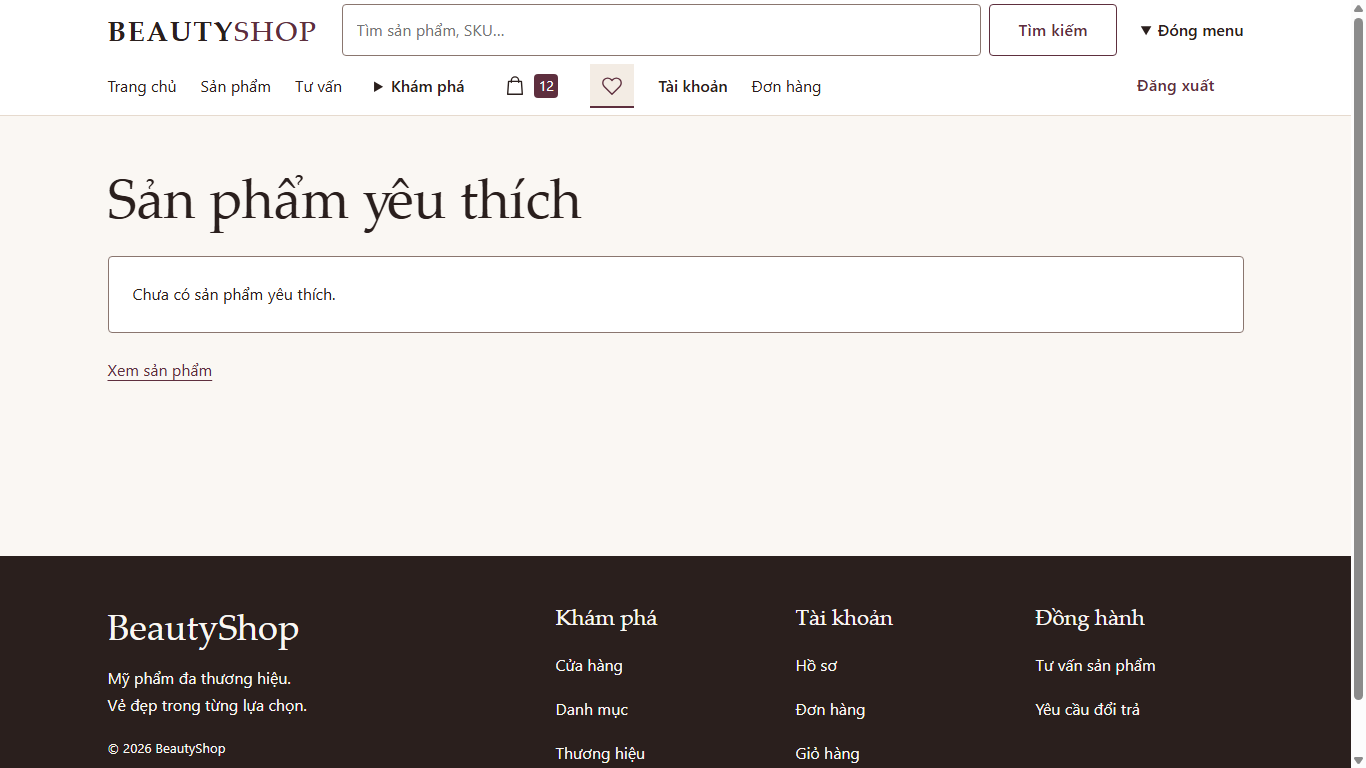 BEAUTYSHOP
Tìm sản phẩm, SKU...
Tìm kiếm
▼ Đóng menu
Trang chủ
Sản phẩm
Tư vấn
▶ Khám phá
12
Tài khoản
Đơn hàng
Đăng xuất
Sản phẩm yêu thích
Chưa có sản phẩm yêu thích.
Xem sản phẩm
BeautyShop
Mỹ phẩm đa thương hiệu.
Vẻ đẹp trong từng lựa chọn.
© 2026 BeautyShop
Khám phá
Cửa hàng
Danh mục
Thương hiệu
Tài khoản
Hồ sơ
Đơn hàng
Giỏ hàng
Đồng hành
Tư vấn sản phẩm
Yêu cầu đổi trả